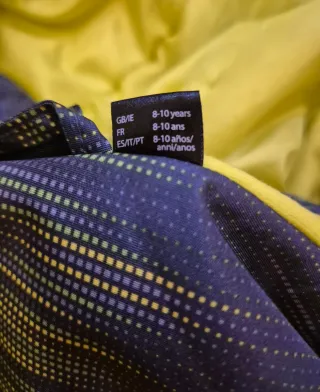 GB/IE 8-10 years
FR 8-10 ans
ES/IT/PT 8-10 años/
anni/anos